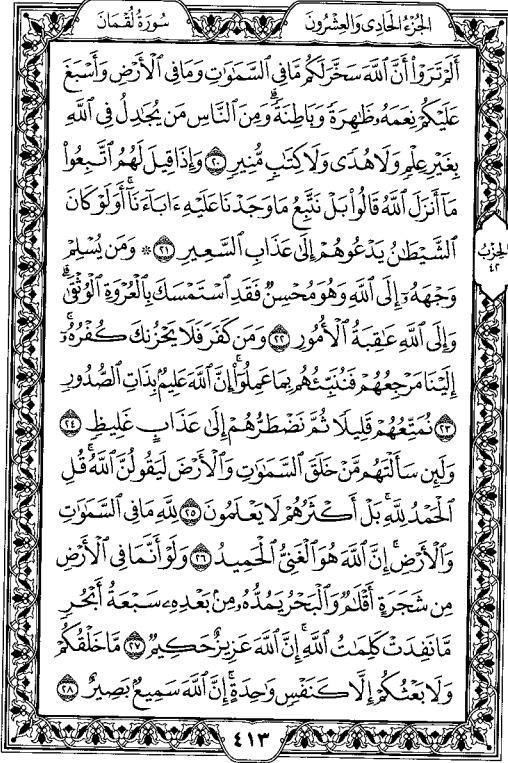 سُورَةُ لُقْمَانَ
الجُزْءُ الحَادِى وَالعِشْرُونَ
أَلَمْ تَرَوْا۟ أَنَّ ٱللَّهَ سَخَّرَ لَكُم مَّا فِى ٱلسَّمَٰوَٰتِ وَمَا فِى ٱلْأَرْضِ وَأَسْبَغَ
عَلَيْكُمْ نِعَمَهُۥ ظَٰهِرَةً وَبَاطِنَةً ۗ وَمِنَ ٱلنَّاسِ مَن يُجَٰدِلُ فِى ٱللَّهِ
بِغَيْرِ عِلْمٍ وَلَا هُدًى وَلَا كِتَٰبٍ مُّنِيرٍ ٢٠ وَإِذَا قِيلَ لَهُمُ ٱتَّبِعُوا۟
مَآ أَنزَلَ ٱللَّهُ قَالُوا۟ بَلْ نَتَّبِعُ مَا وَجَدْنَا عَلَيْهِ ءَابَآءَنَآ ۚ أَوَلَوْ كَانَ
ٱلشَّيْطَٰنُ يَدْعُوهُمْ إِلَىٰ عَذَابِ ٱلسَّعِيرِ ٢١ ۞ وَمَن يُسْلِمْ
وَجْهَهُۥٓ إِلَى ٱللَّهِ وَهُوَ مُحْسِنٌ فَقَدِ ٱسْتَمْسَكَ بِٱلْعُرْوَةِ ٱلْوُثْقَىٰ ۗ
وَإِلَى ٱللَّهِ عَٰقِبَةُ ٱلْأُمُورِ ٢٢ وَمَن كَفَرَ فَلَا يَحْزُنكَ كُفْرُهُۥٓ ۚ
إِلَيْنَا مَرْجِعُهُمْ فَنُنَبِّئُهُم بِمَا عَمِلُوٓا۟ ۚ إِنَّ ٱللَّهَ عَلِيمٌۢ بِذَاتِ ٱلصُّدُورِ
٢٣ نُمَتِّعُهُمْ قَلِيلًا ثُمَّ نَضْطَرُّهُمْ إِلَىٰ عَذَابٍ غَلِيظٍ ٢٤
وَلَئِن سَأَلْتَهُم مَّنْ خَلَقَ ٱلسَّمَٰوَٰتِ وَٱلْأَرْضَ لَيَقُولُنَّ ٱللَّهُ ۚ قُلِ
ٱلْحَمْدُ لِلَّهِ ۚ بَلْ أَكْثَرُهُمْ لَا يَعْلَمُونَ ٢٥ لِلَّهِ مَا فِى ٱلسَّمَٰوَٰتِ
وَٱلْأَرْضِ ۚ إِنَّ ٱللَّهَ هُوَ ٱلْغَنِىُّ ٱلْحَمِيدُ ٢٦ وَلَوْ أَنَّمَا فِى ٱلْأَرْضِ
مِن شَجَرَةٍ أَقْلَٰمٌ وَٱلْبَحْرُ يَمُدُّهُۥ مِنۢ بَعْدِهِۦ سَبْعَةُ أَبْحُرٍ
مَّا نَفِدَتْ كَلِمَٰتُ ٱللَّهِ ۗ إِنَّ ٱللَّهَ عَزِيزٌ حَكِيمٌ ٢٧ مَّا خَلْقُكُمْ
وَلَا بَعْثُكُمْ إِلَّا كَنَفْسٍ وَٰحِدَةٍ ۗ إِنَّ ٱللَّهَ سَمِيعٌۢ بَصِيرٌ ٢٨
الحِزْبُ
٤٢
٤١٣